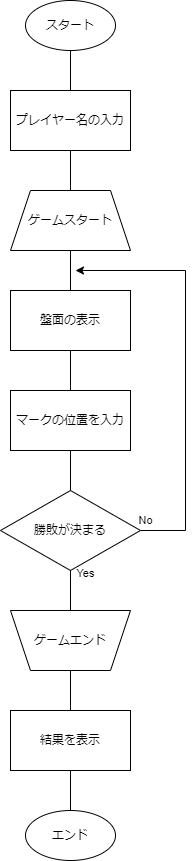 スタート
プレイヤー名の入力
ゲームスタート
盤面の表示
マークの位置を入力
勝敗が決まる
No
Yes
ゲームエンド
結果を表示
エンド